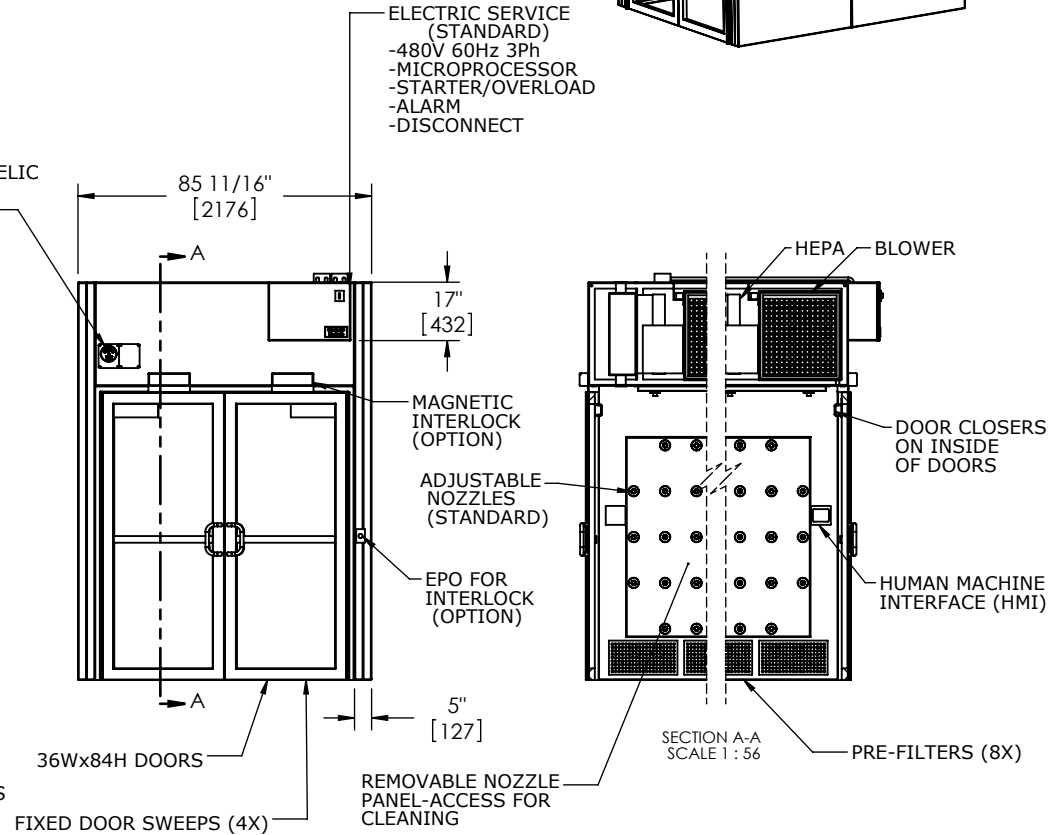 ELECTRIC SERVICE
(STANDARD)
-480V 60Hz 3Ph
-MICROPROCESSOR
-STARTER/OVERLOAD
-ALARM
-DISCONNECT
ELIC
85 11/16"
[2176]
A
17"
[432]
HEPA
BLOWER
MAGNETIC
INTERLOCK
(OPTION)
ADJUSTABLE
NOZZLES
(STANDARD)
DOOR CLOSERS
ON INSIDE
OF DOORS
EPO FOR
INTERLOCK
(OPTION)
HUMAN MACHINE
INTERFACE (HMI)
A
5"
[127]
SECTION A-A
SCALE 1 : 56
36Wx84H DOORS
PRE-FILTERS (8X)
REMOVABLE NOZZLE
PANEL-ACCESS FOR
CLEANING
S
FIXED DOOR SWEEPS (4X)